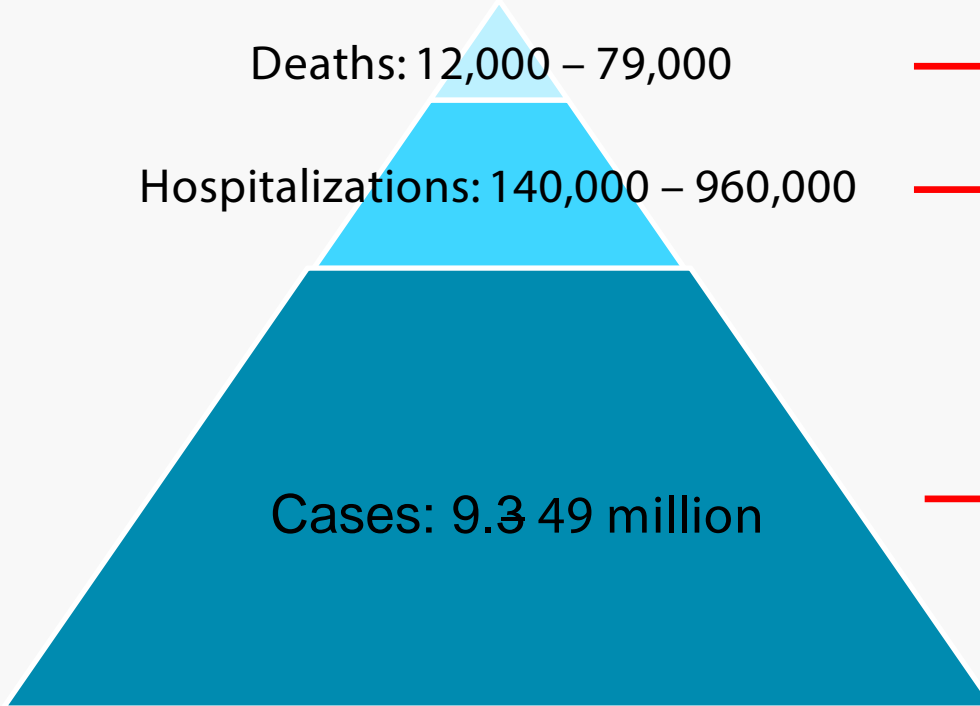 Deaths: 12,000 – 79,000
Hospitalizations: 140,000 – 960,000
Cases: 9.3– 49 million